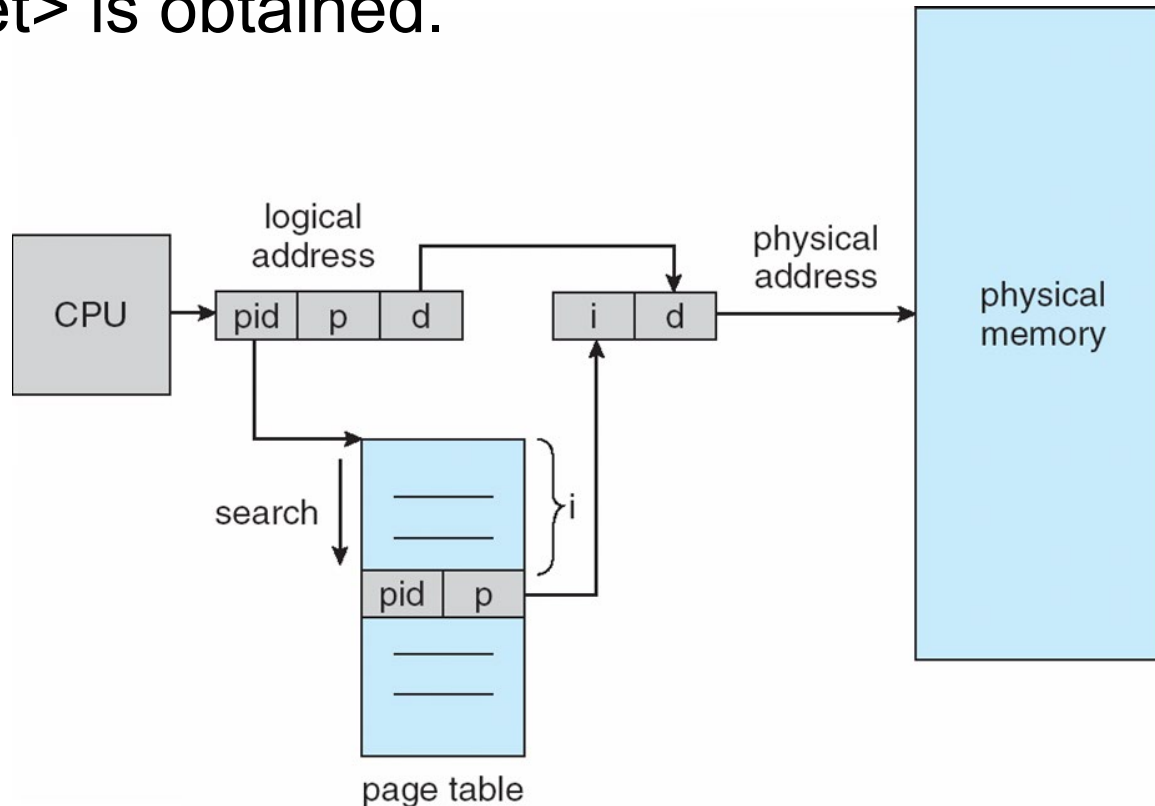 et> is obtained.
logical
address
physical
address
CPU
pid p d
i d
physical
memory
search
i
pid p
page table